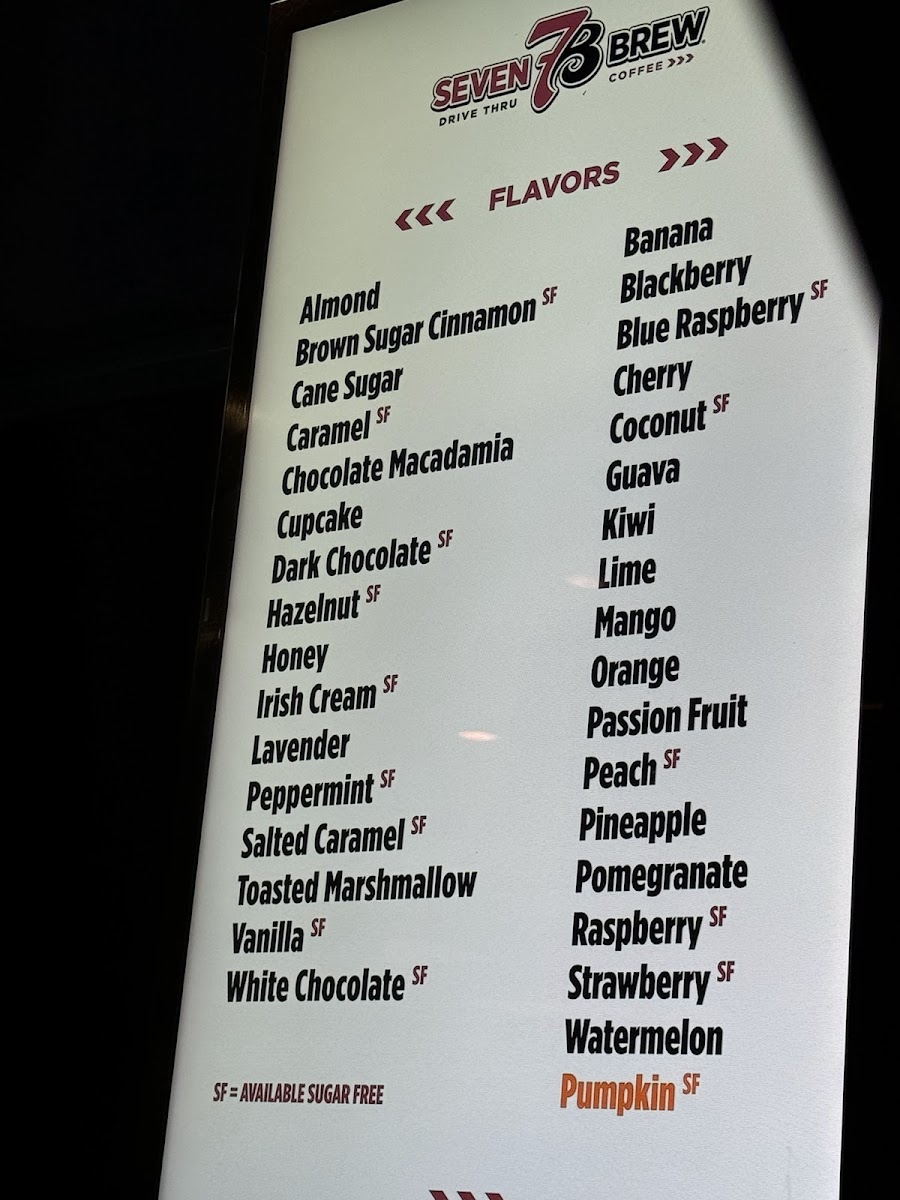 SEVEN 7B BREW
DRIVE THRU COFFEE >>>
<<< FLAVORS >>>
Almond
Brown Sugar Cinnamon SF
Cane Sugar
Caramel SF
Chocolate Macadamia
Cupcake
Dark Chocolate SF
Hazelnut SF
Honey
Irish Cream SF
Lavender
Peppermint SF
Salted Caramel SF
Toasted Marshmallow
Vanilla SF
White Chocolate SF
SF = AVAILABLE SUGAR FREE
Banana
Blackberry
Blue Raspberry SF
Cherry
Coconut SF
Guava
Kiwi
Lime
Mango
Orange
Passion Fruit
Peach SF
Pineapple
Pomegranate
Raspberry SF
Strawberry SF
Watermelon
Pumpkin SF